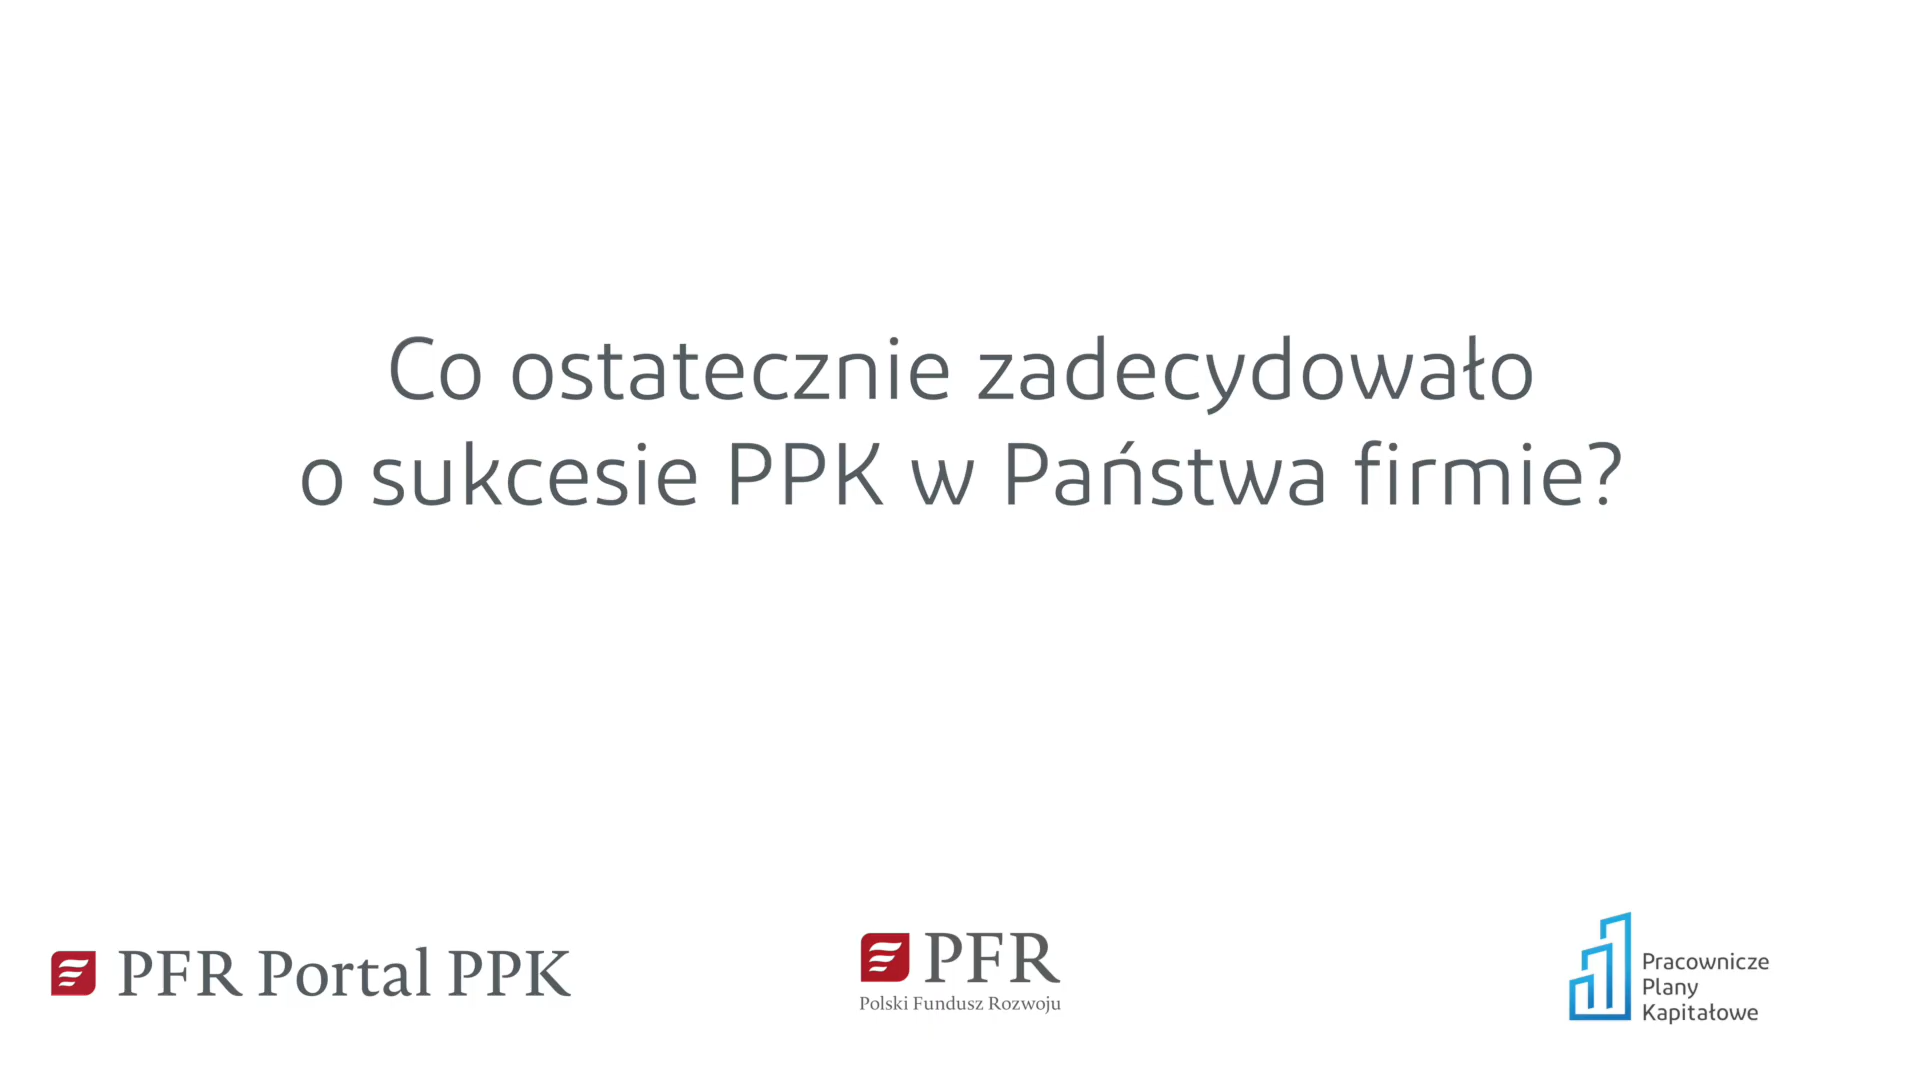 Co ostatecznie zadecydowało
o sukcesie PPK w Państwa firmie?
PFR Portal PPK
PFR
Polski Fundusz Rozwoju
Pracownicze
Plany
Kapitałowe